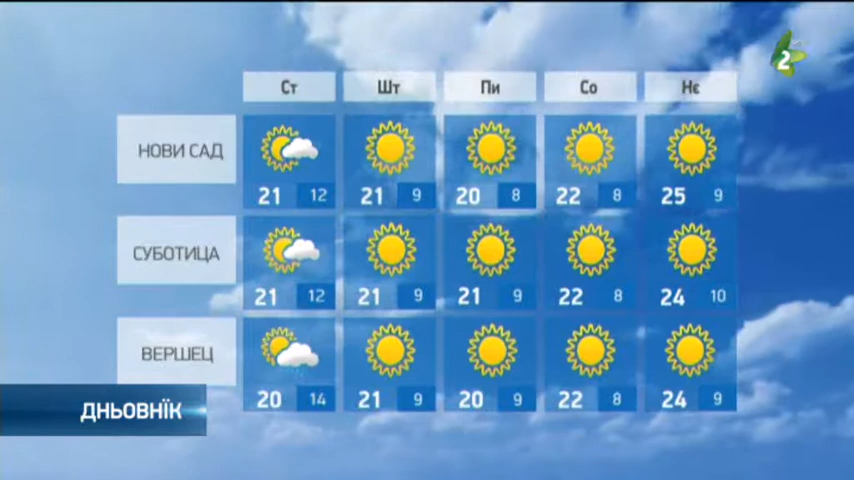 Ст Шт Пи Со Нє
НОВИ САД
21 12 21 9 20 8 22 8 25 9
СУБОТИЦА
21 12 21 9 21 9 22 8 24 10
ВЕРШЕЦ
20 14 21 9 20 9 22 8 24 9
ДНЬОВНЇК
2